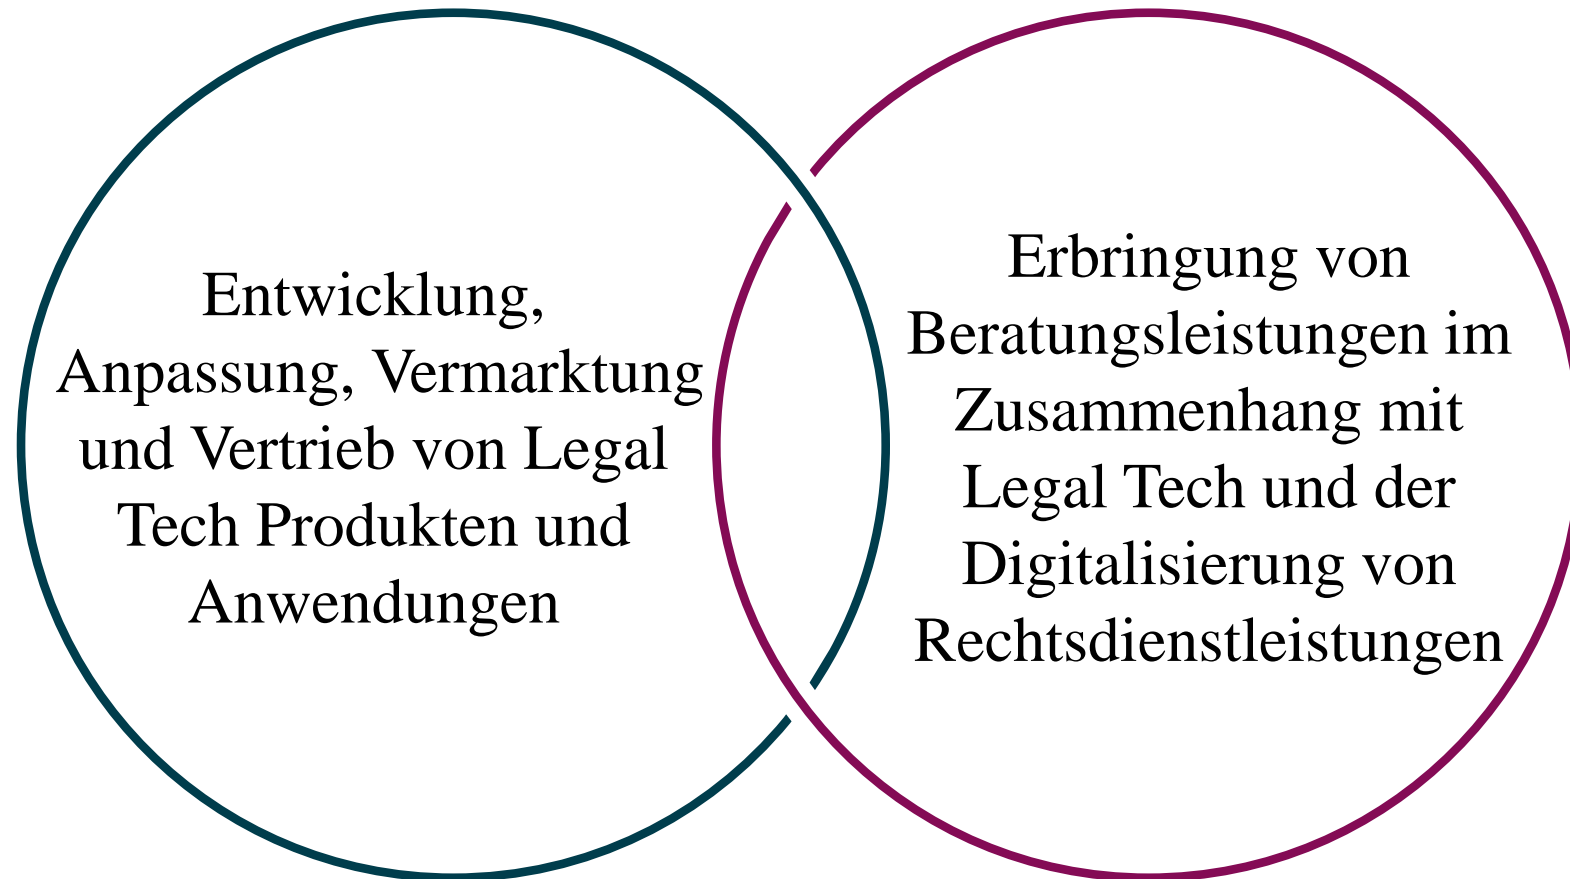 Entwicklung,
Anpassung, Vermarktung
und Vertrieb von Legal
Tech Produkten und
Anwendungen
Erbringung von
Beratungsleistungen im
Zusammenhang mit
Legal Tech und der
Digitalisierung von
Rechtsdienstleistungen